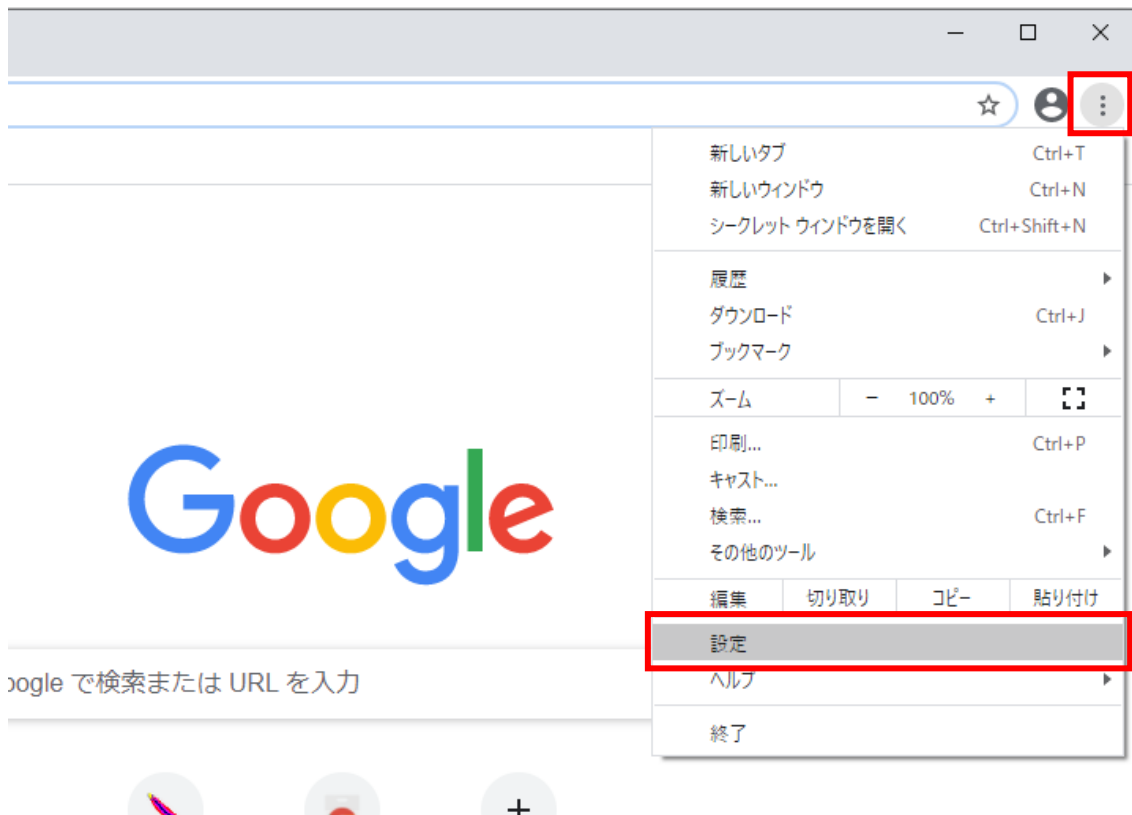 新しいタブ Ctrl+T
新しいウィンドウ Ctrl+N
シークレット ウィンドウを開く Ctrl+Shift+N
履歴
ダウンロード Ctrl+J
ブックマーク
ズーム − 100% +
印刷... Ctrl+P
キャスト...
検索... Ctrl+F
その他のツール
編集 切り取り コピー 貼り付け
設定
ヘルプ
終了
Google
oogle で検索または URL を入力